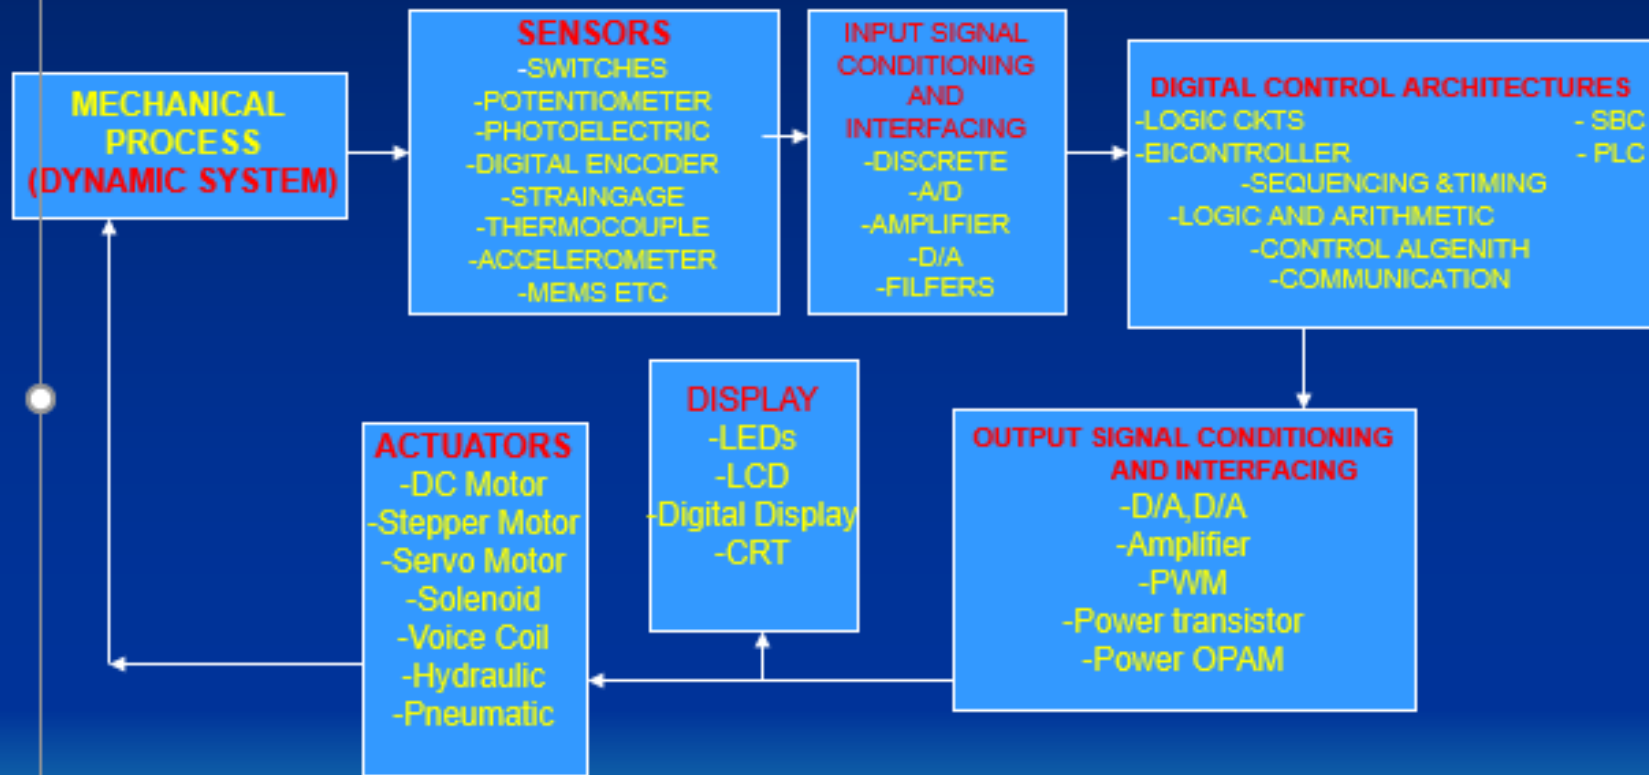 MECHANICAL
PROCESS
(DYNAMIC SYSTEM)
SENSORS
-SWITCHES
-POTENTIOMETER
-PHOTOELECTRIC
-DIGITAL ENCODER
-STRAINGAGE
-THERMOCOUPLE
-ACCELEROMETER
-MEMS ETC
INPUT SIGNAL
CONDITIONING
AND
INTERFACING
-DISCRETE
-A/D
-AMPLIFIER
-D/A
-FILFERS
DIGITAL CONTROL ARCHITECTURES
-LOGIC CKTS - SBC
-EICONTROLLER - PLC
-SEQUENCING &TIMING
-LOGIC AND ARITHMETIC
-CONTROL ALGENITH
-COMMUNICATION
OUTPUT SIGNAL CONDITIONING
AND INTERFACING
-D/A,D/A
-Amplifier
-PWM
-Power transistor
-Power OPAM
DISPLAY
-LEDs
-LCD
-Digital Display
-CRT
ACTUATORS
-DC Motor
-Stepper Motor
-Servo Motor
-Solenoid
-Voice Coil
-Hydraulic
-Pneumatic